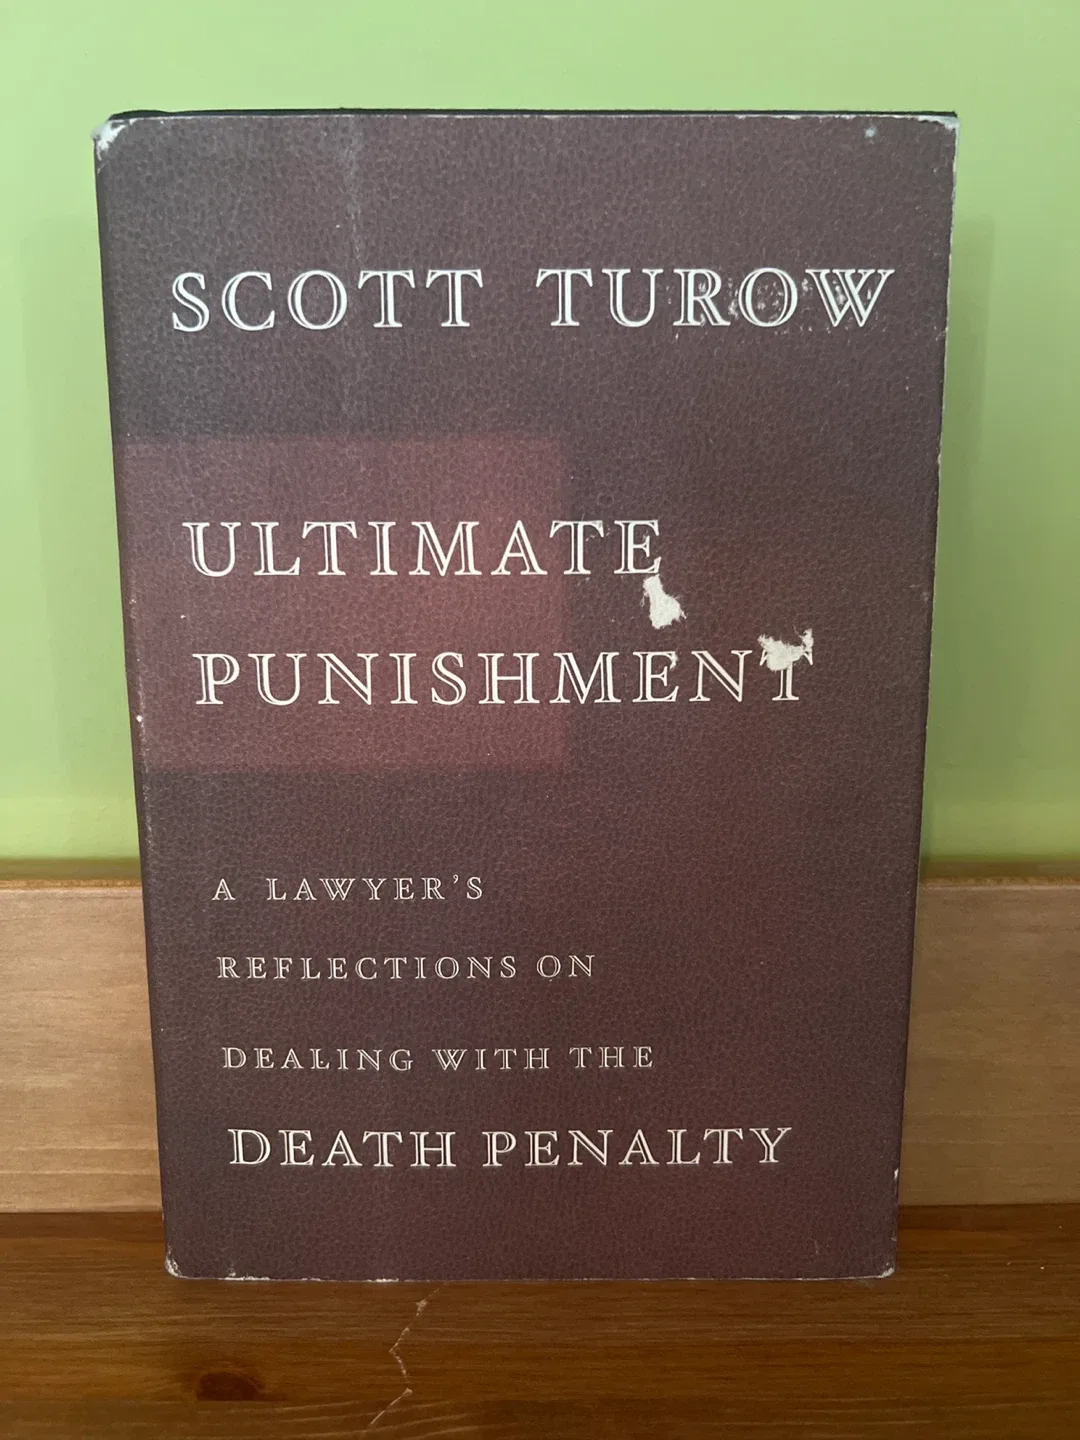 SCOTT TUROW
ULTIMATE
PUNISHMENT
A LAWYER'S
REFLECTIONS ON
DEALING WITH THE
DEATH PENALTY